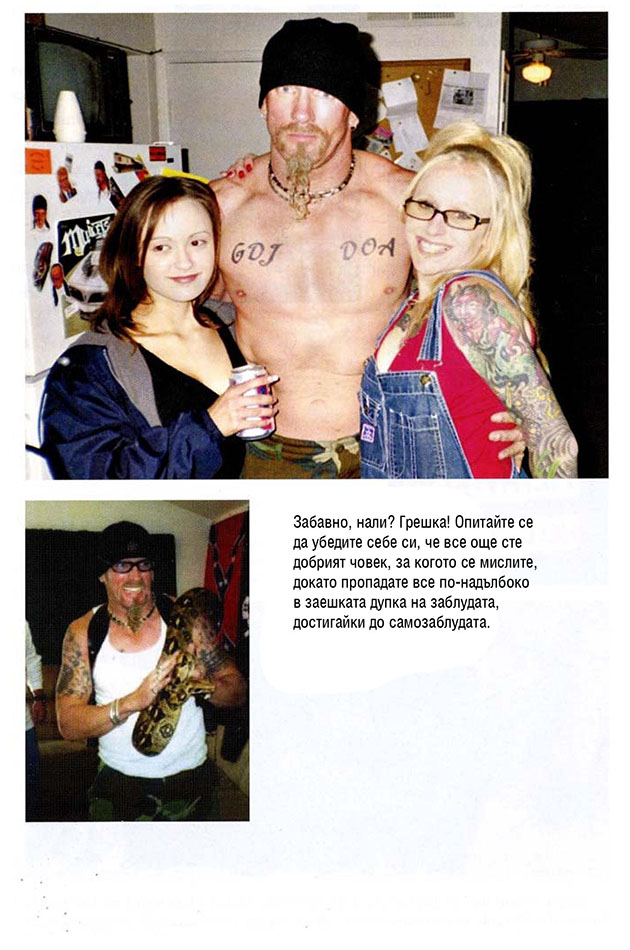 GDJ DOA
Забавно, нали? Грешка! Опитайте се
да убедите себе си, че все още сте
добрият човек, за когото се мислите,
докато пропадате все по-надълбоко
в заешката дупка на заблудата,
достигайки до самозаблудата.